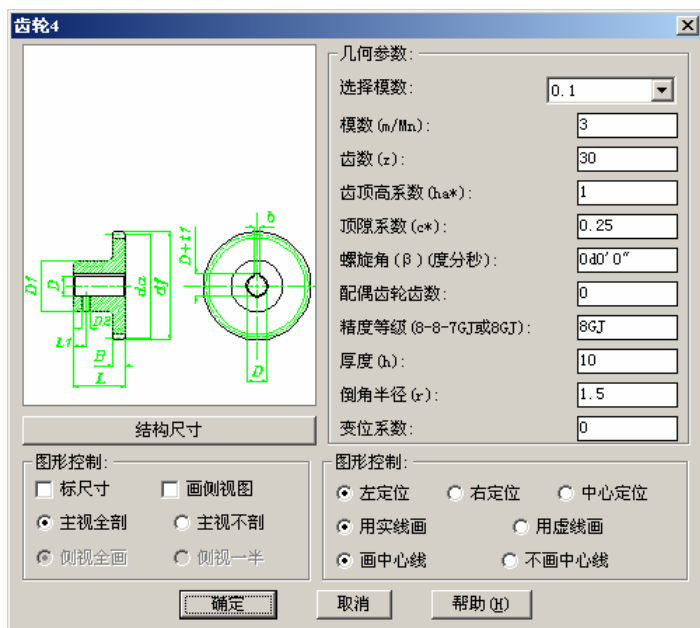 齿轮4
几何参数:
选择模数: 0.1
模数(m/Mn): 3
齿数(z): 30
齿顶高系数(ha*): 1
顶隙系数(c*): 0.25
螺旋角(β)(度分秒): 0d0'0"
配偶齿轮齿数: 0
精度等级(8-8-7GJ或8GJ): 8GJ
厚度(h): 10
倒角半径(r): 1.5
变位系数: 0
b
D+t1
D1
D
da
df
D2
L1
B
L
D
结构尺寸
图形控制:
标尺寸 画侧视图
主视全剖 主视不剖
侧视全画 侧视一半
图形控制:
左定位 右定位 中心定位
用实线画 用虚线画
画中心线 不画中心线
确定 取消 帮助(H)